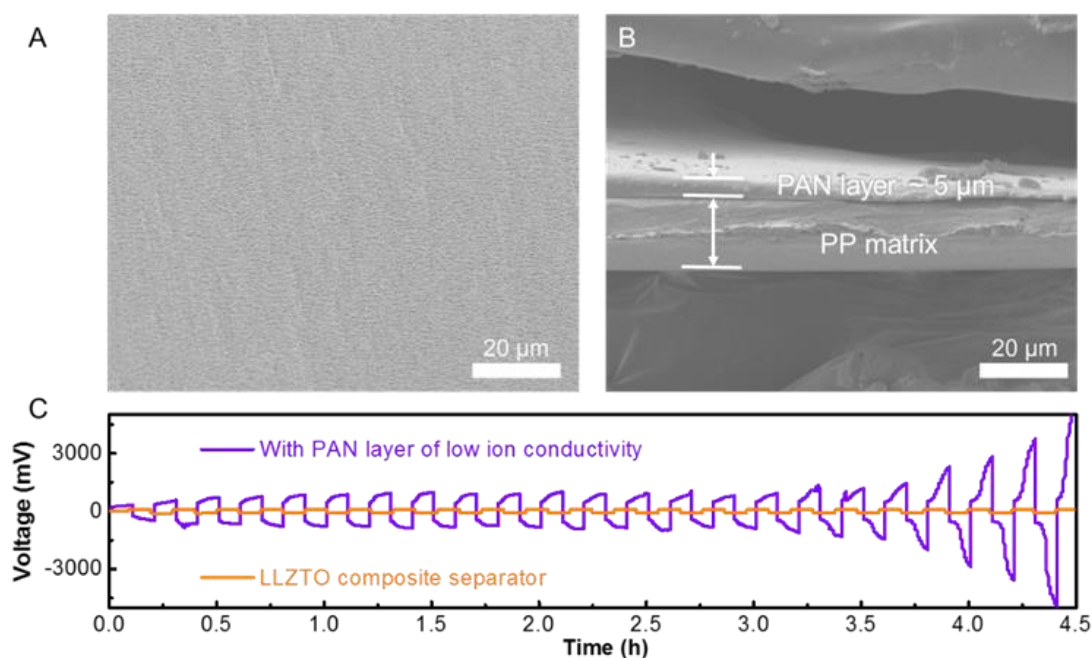 A
20 μm
B
PAN layer ~ 5 μm
PP matrix
20 μm
C
Voltage (mV)
3000
0
-3000
With PAN layer of low ion conductivity
LLZTO composite separator
0.0 0.5 1.0 1.5 2.0 2.5 3.0 3.5 4.0 4.5
Time (h)